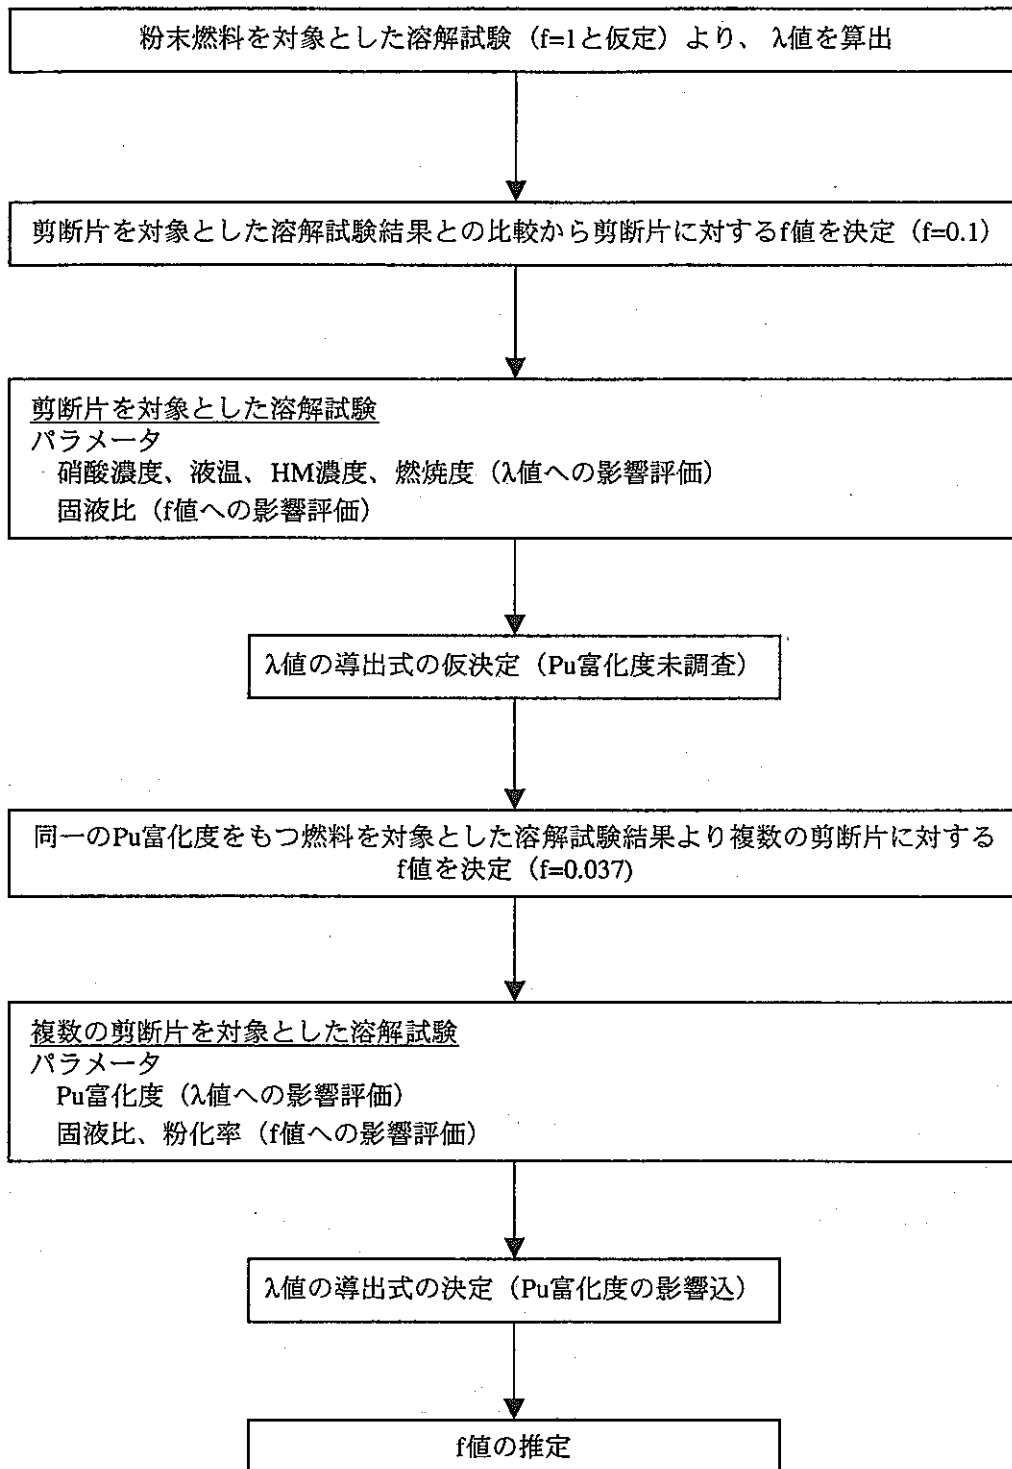 粉末燃料を対象とした溶解試験（f=1と仮定）より、λ値を算出
剪断片を対象とした溶解試験結果との比較から剪断片に対するf値を決定（f=0.1）
剪断片を対象とした溶解試験
パラメータ
硝酸濃度、液温、HM濃度、燃焼度（λ値への影響評価）
固液比（f値への影響評価）
λ値の導出式の仮決定（Pu富化度未調査）
同一のPu富化度をもつ燃料を対象とした溶解試験結果より複数の剪断片に対する
f値を決定（f=0.037)
複数の剪断片を対象とした溶解試験
パラメータ
Pu富化度（λ値への影響評価）
固液比、粉化率（f値への影響評価）
λ値の導出式の決定（Pu富化度の影響込）
f値の推定